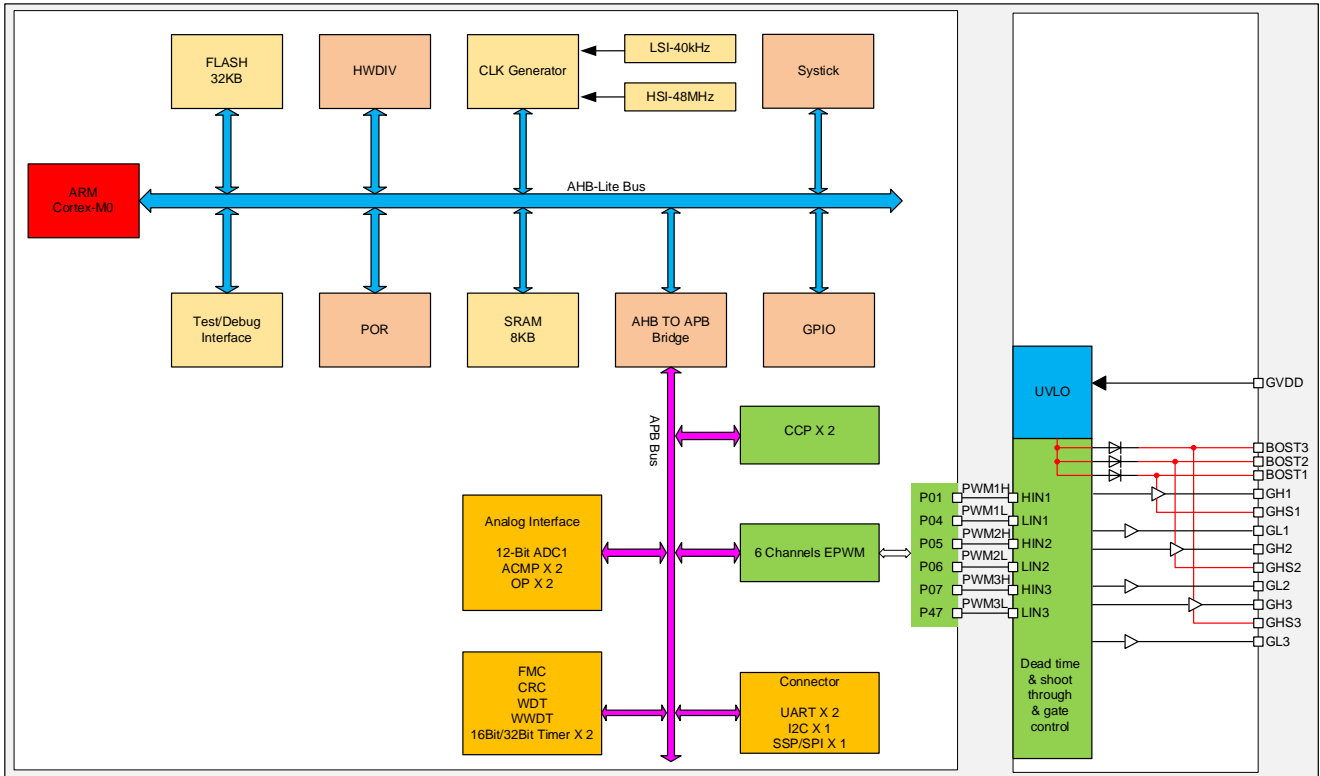 FLASH
32KB
HWDIV
CLK Generator
LSI-40kHz
HSI-48MHz
Systick
ARM
Cortex-M0
AHB-Lite Bus
Test/Debug
Interface
POR
SRAM
8KB
AHB TO APB
Bridge
GPIO
APB Bus
CCP X 2
Analog Interface
12-Bit ADC1
ACMP X 2
OP X 2
6 Channels EPWM
FMC
CRC
WDT
WWDT
16Bit/32Bit Timer X 2
Connector
UART X 2
I2C X 1
SSP/SPI X 1
P01
P04
P05
P06
P07
P47
PWM1H
PWM1L
PWM2H
PWM2L
PWM3H
PWM3L
HIN1
LIN1
HIN2
LIN2
HIN3
LIN3
UVLO
Dead time
& shoot
through
& gate
control
GVDD
BOST3
BOST2
BOST1
GH1
GHS1
GL1
GH2
GHS2
GL2
GH3
GHS3
GL3